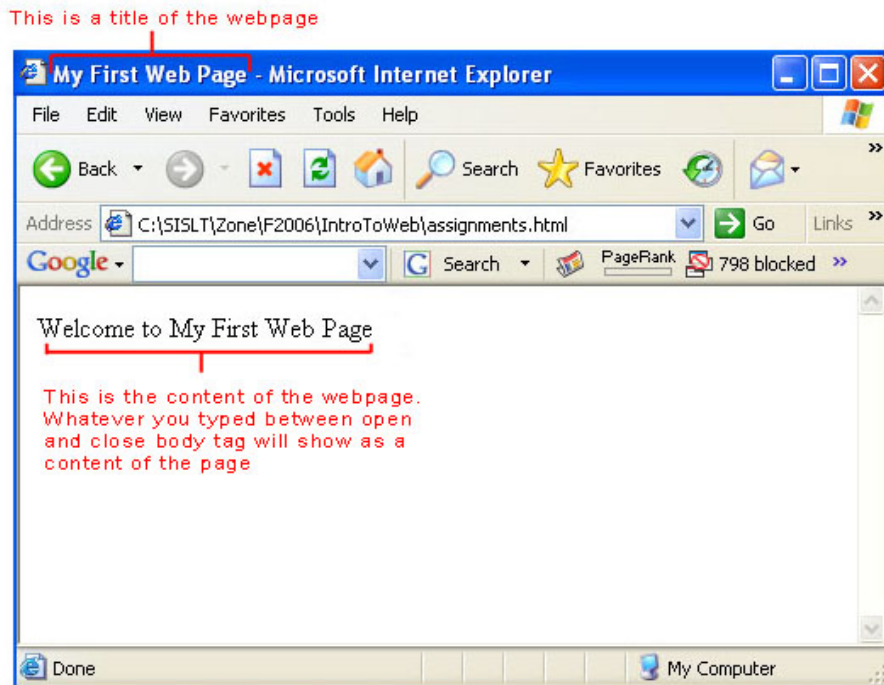 This is a title of the webpage
My First Web Page - Microsoft Internet Explorer
File Edit View Favorites Tools Help
Back Search Favorites »
Address C:\SISLT\Zone\F2006\IntroToWeb\assignments.html Go Links »
Google G Search PageRank 798 blocked »
Welcome to My First Web Page
This is the content of the webpage.
Whatever you typed between open
and close body tag will show as a
content of the page
Done My Computer